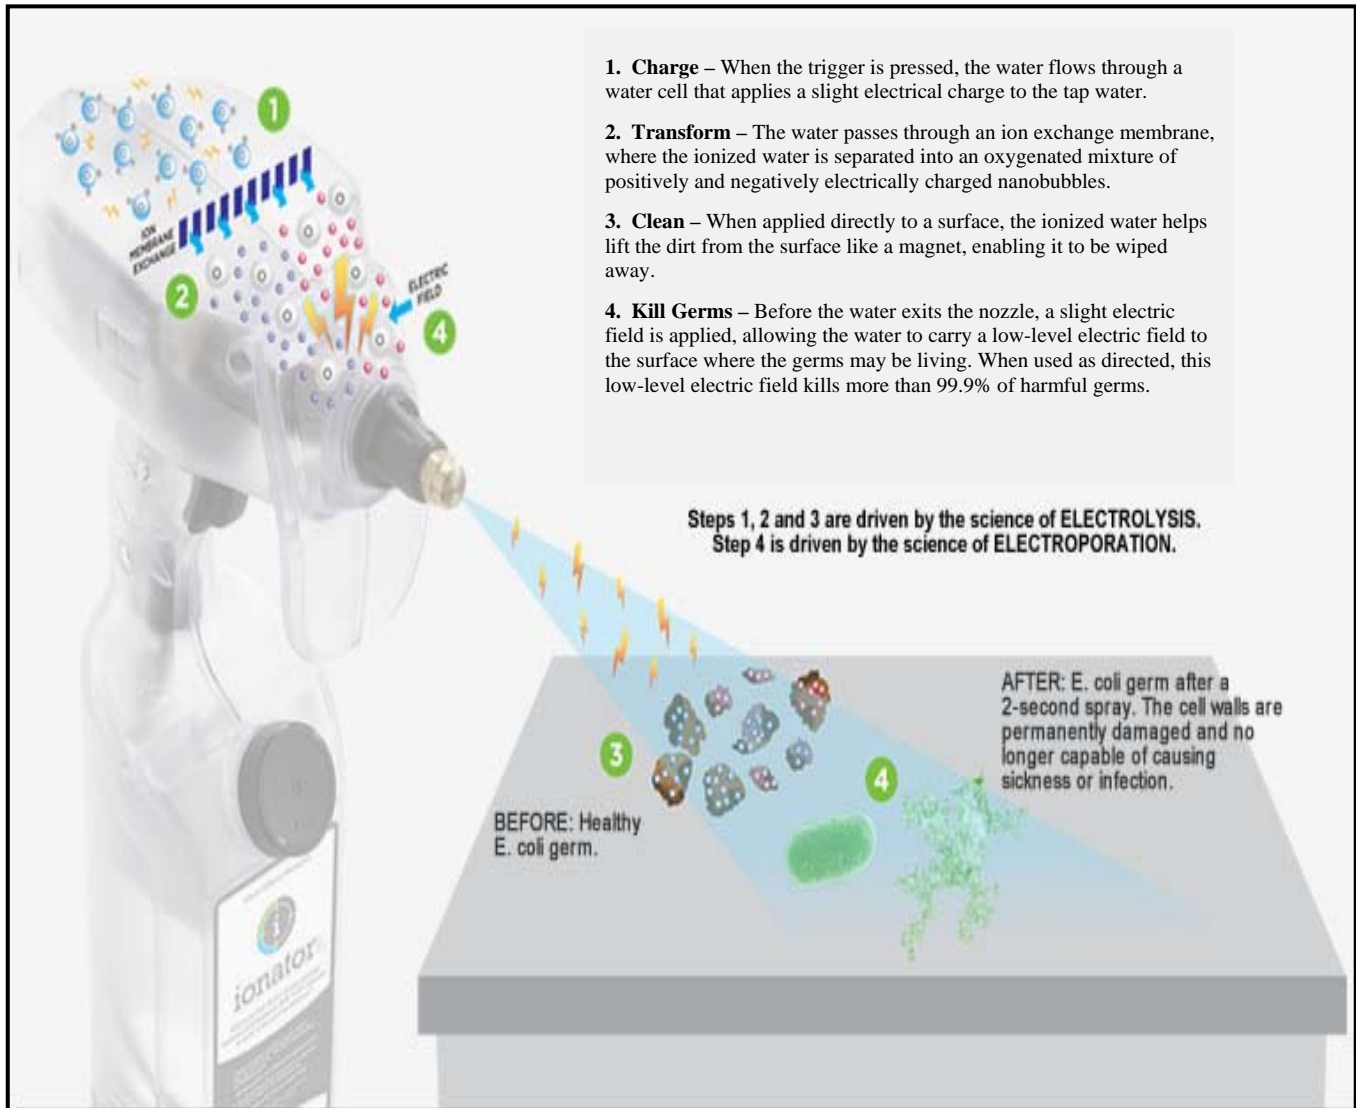 1. Charge – When the trigger is pressed, the water flows through a
water cell that applies a slight electrical charge to the tap water.
2. Transform – The water passes through an ion exchange membrane,
where the ionized water is separated into an oxygenated mixture of
positively and negatively electrically charged nanobubbles.
3. Clean – When applied directly to a surface, the ionized water helps
lift the dirt from the surface like a magnet, enabling it to be wiped
away.
4. Kill Germs – Before the water exits the nozzle, a slight electric
field is applied, allowing the water to carry a low-level electric field to
the surface where the germs may be living. When used as directed, this
low-level electric field kills more than 99.9% of harmful germs.
1
ION
MEMBRANE
EXCHANGE
2
ELECTRIC
FIELD
4
Steps 1, 2 and 3 are driven by the science of ELECTROLYSIS.
Step 4 is driven by the science of ELECTROPORATION.
AFTER: E. coli germ after a
2-second spray. The cell walls are
permanently damaged and no
longer capable of causing
sickness or infection.
3
4
BEFORE: Healthy
E. coli germ.
ionator